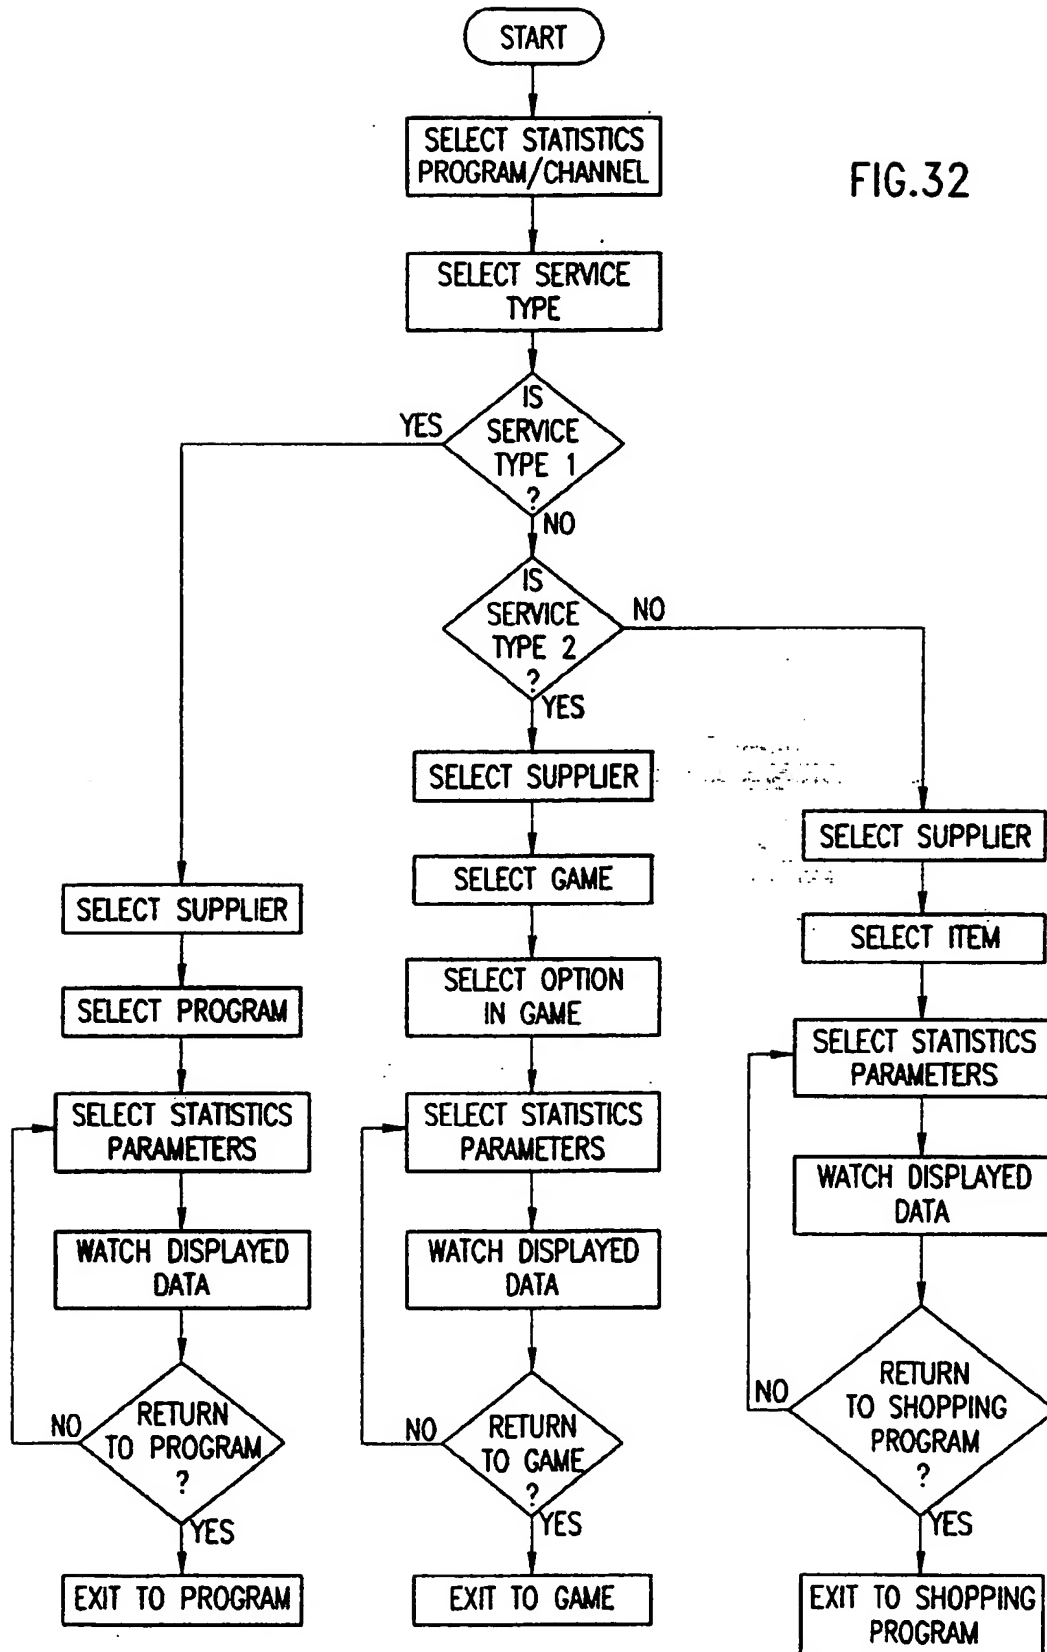 START
SELECT STATISTICS
PROGRAM/CHANNEL
FIG.32
SELECT SERVICE
TYPE
IS
SERVICE
TYPE 1
?
YES
NO
IS
SERVICE
TYPE 2
?
NO
YES
SELECT SUPPLIER
SELECT PROGRAM
SELECT STATISTICS
PARAMETERS
WATCH DISPLAYED
DATA
RETURN
TO PROGRAM
?
NO
YES
EXIT TO PROGRAM
SELECT SUPPLIER
SELECT GAME
SELECT OPTION
IN GAME
SELECT STATISTICS
PARAMETERS
WATCH DISPLAYED
DATA
RETURN
TO GAME
?
NO
YES
EXIT TO GAME
SELECT SUPPLIER
SELECT ITEM
SELECT STATISTICS
PARAMETERS
WATCH DISPLAYED
DATA
RETURN
TO SHOPPING
PROGRAM
?
NO
YES
EXIT TO SHOPPING
PROGRAM